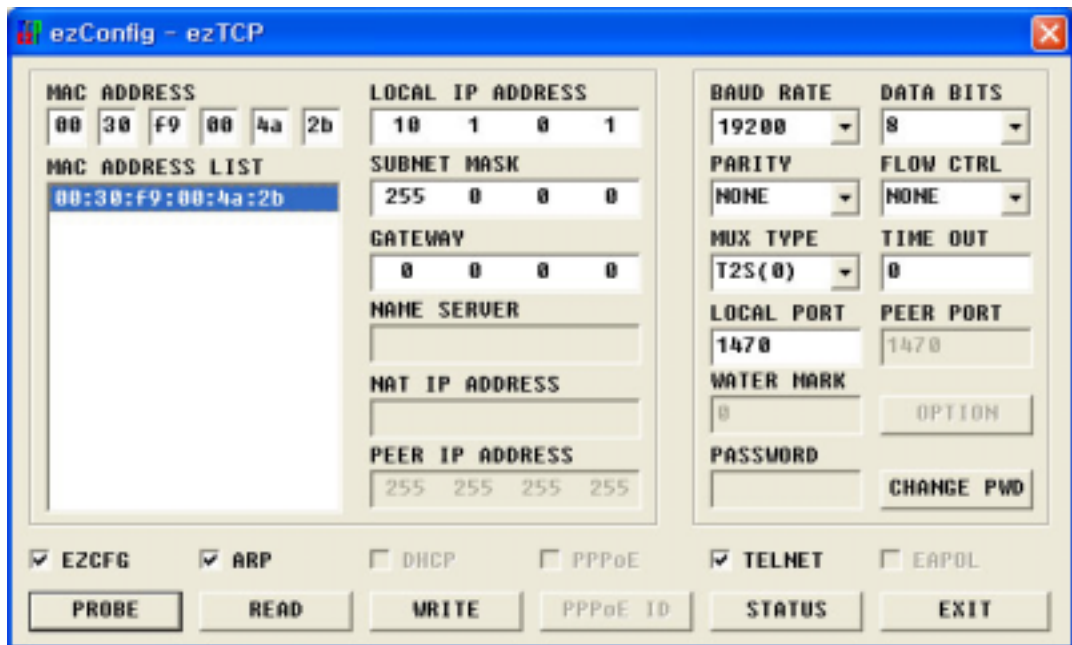 ezConfig - ezTCP
MAC ADDRESS
00 30 f9 00 4a 2b
MAC ADDRESS LIST
00:30:f9:00:4a:2b
LOCAL IP ADDRESS
10 1 0 1
SUBNET MASK
255 0 0 0
GATEWAY
0 0 0 0
NAME SERVER
NAT IP ADDRESS
PEER IP ADDRESS
255 255 255 255
BAUD RATE DATA BITS
19200 8
PARITY FLOW CTRL
NONE NONE
MUX TYPE TIME OUT
T2S(0) 0
LOCAL PORT PEER PORT
1470 1470
WATER MARK
0 OPTION
PASSWORD
CHANGE PWD
EZCFG ARP DHCP PPPoE TELNET EAPOL
PROBE READ WRITE PPPoE ID STATUS EXIT